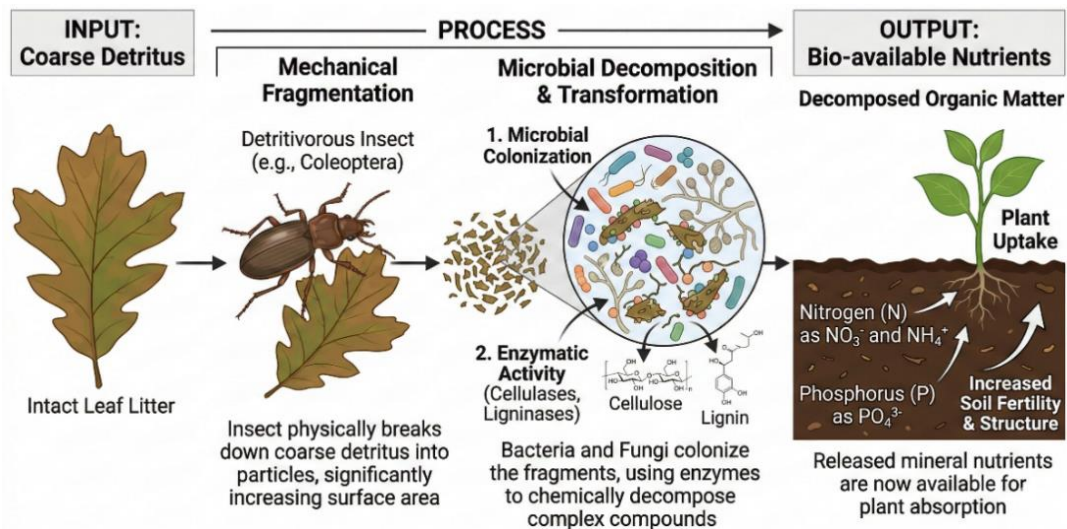 INPUT:
Coarse Detritus
PROCESS
OUTPUT:
Bio-available Nutrients
Intact Leaf Litter
Mechanical
Fragmentation
Detritivorous Insect
(e.g., Coleoptera)
Insect physically breaks
down coarse detritus into
particles, significantly
increasing surface area
Microbial Decomposition
& Transformation
1. Microbial
Colonization
2. Enzymatic
Activity
(Cellulases,
Ligninases)
Cellulose
Lignin
Bacteria and Fungi colonize
the fragments, using enzymes
to chemically decompose
complex compounds
Decomposed Organic Matter
Plant
Uptake
Nitrogen (N)
as NO₃⁻ and NH₄⁺
Phosphorus (P)
as PO₄³⁻
Increased
Soil Fertility
& Structure
Released mineral nutrients
are now available for
plant absorption